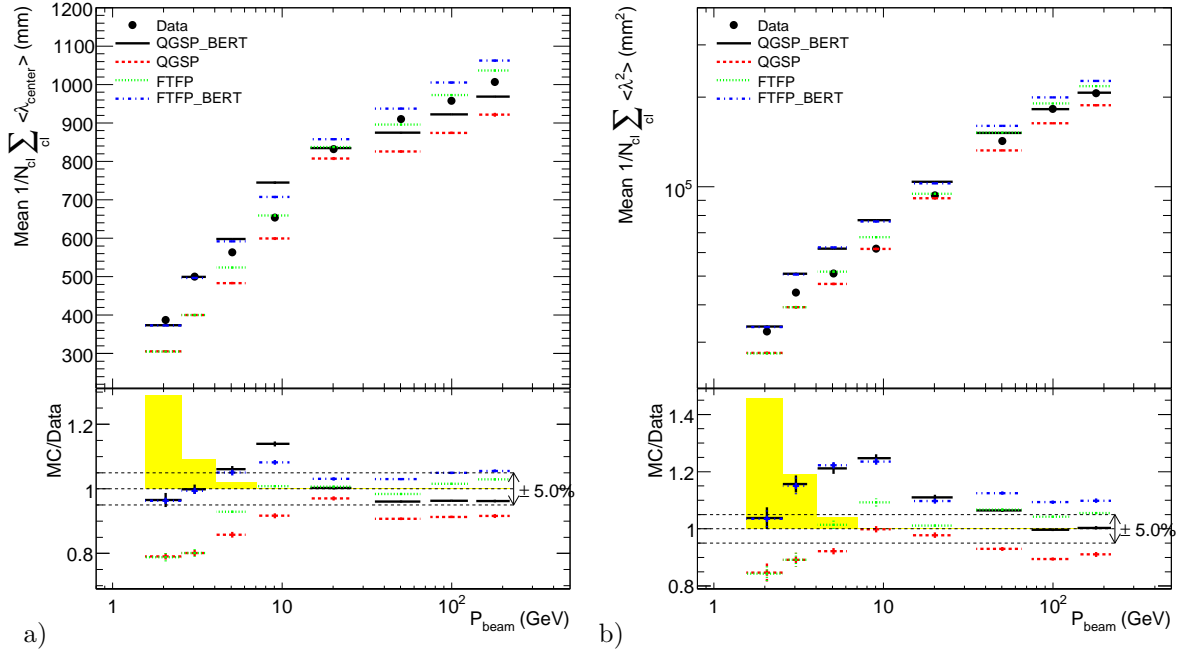 Mean 1/N_cl ∑_cl <λ_center> (mm)
1200
1100
1000
900
800
700
600
500
400
300
Data
QGSP_BERT
QGSP
FTFP
FTFP_BERT
MC/Data
1.2
1
0.8
± 5.0%
1
10
10²
P_beam (GeV)
a)
Mean 1/N_cl ∑_cl <λ²> (mm²)
10⁵
Data
QGSP_BERT
QGSP
FTFP
FTFP_BERT
MC/Data
1.4
1.2
1
0.8
± 5.0%
1
10
10²
P_beam (GeV)
b)